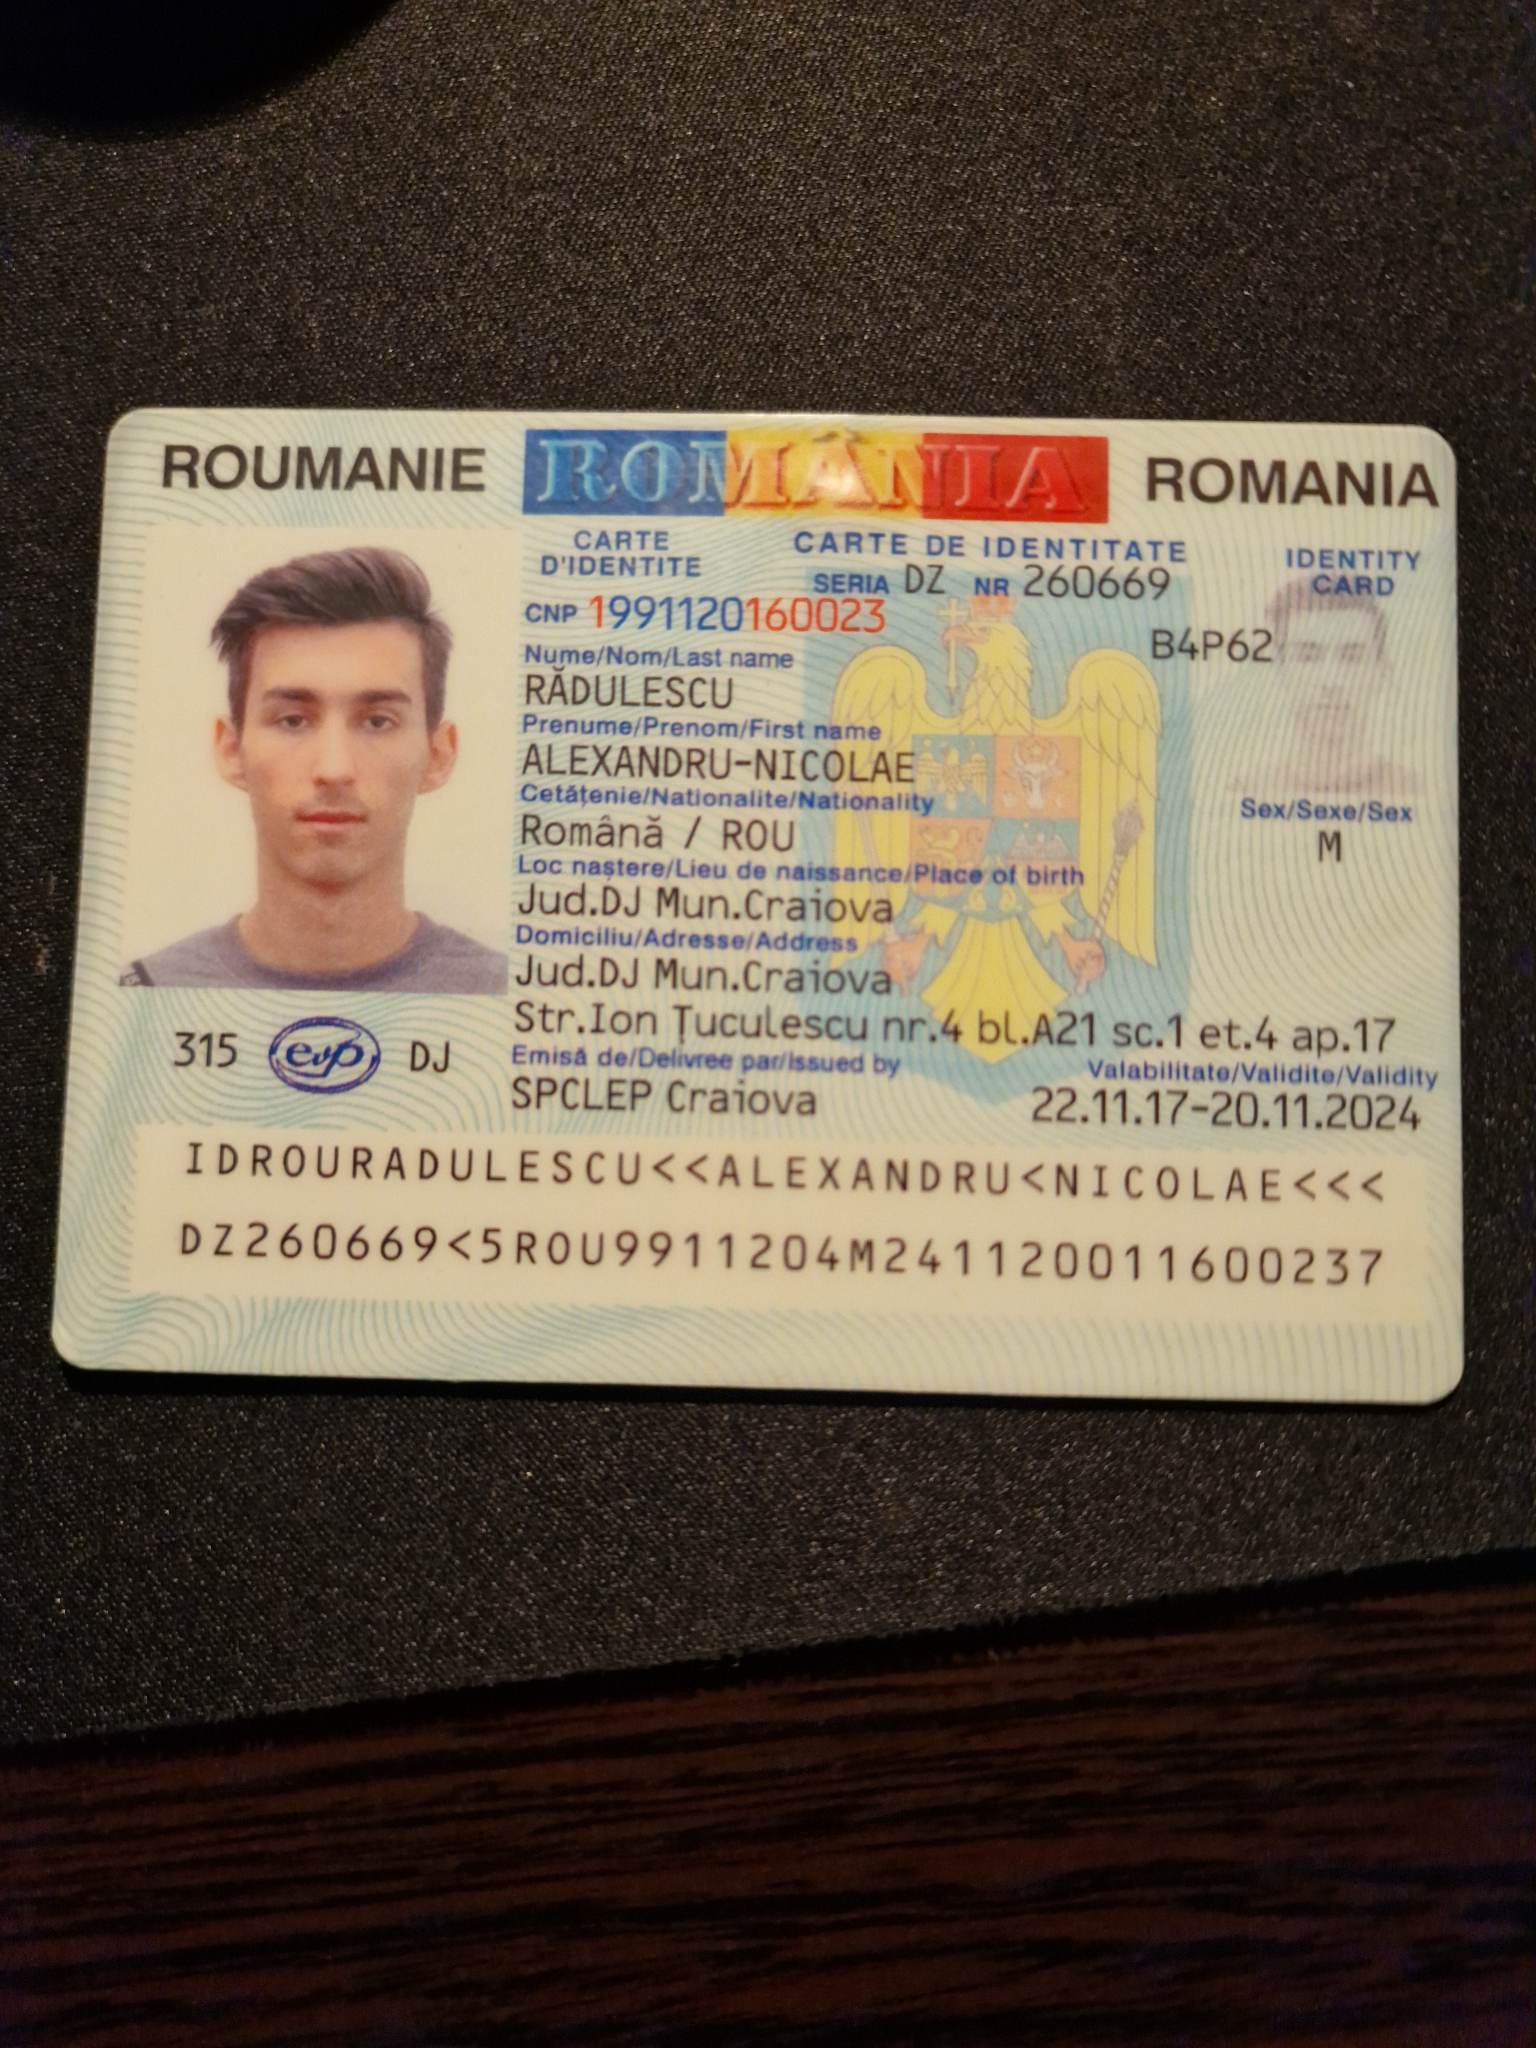 ROUMANIE ROMÂNIA ROMANIA
CARTE D'IDENTITE
CARTE DE IDENTITATE
IDENTITY CARD
SERIA DZ NR 260669
CNP 1991120160023
B4P62
Nume/Nom/Last name
RĂDULESCU
Prenume/Prenom/First name
ALEXANDRU-NICOLAE
Cetăţenie/Nationalite/Nationality
Română / ROU
Sex/Sexe/Sex
M
Loc naştere/Lieu de naissance/Place of birth
Jud.DJ Mun.Craiova
Domiciliu/Adresse/Address
Jud.DJ Mun.Craiova
Str.Ion Ţuculescu nr.4 bl.A21 sc.1 et.4 ap.17
315 evp DJ
Emisă de/Delivree par/Issued by
SPCLEP Craiova
Valabilitate/Validite/Validity
22.11.17-20.11.2024
IDROURADULESCU<<ALEXANDRU<NICOLAE<<<
DZ260669<5ROU9911204M241120011600237